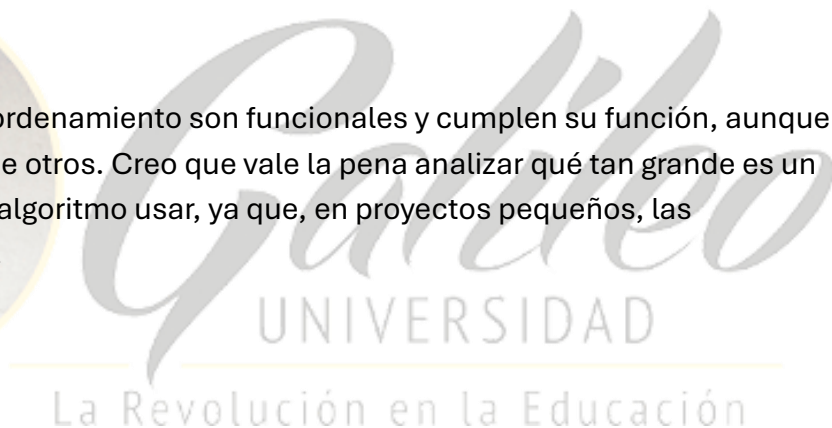 ordenamiento son funcionales y cumplen su función, aunque
e otros. Creo que vale la pena analizar qué tan grande es un
algoritmo usar, ya que, en proyectos pequeños, las
Galileo
UNIVERSIDAD
La Revolución en la Educación